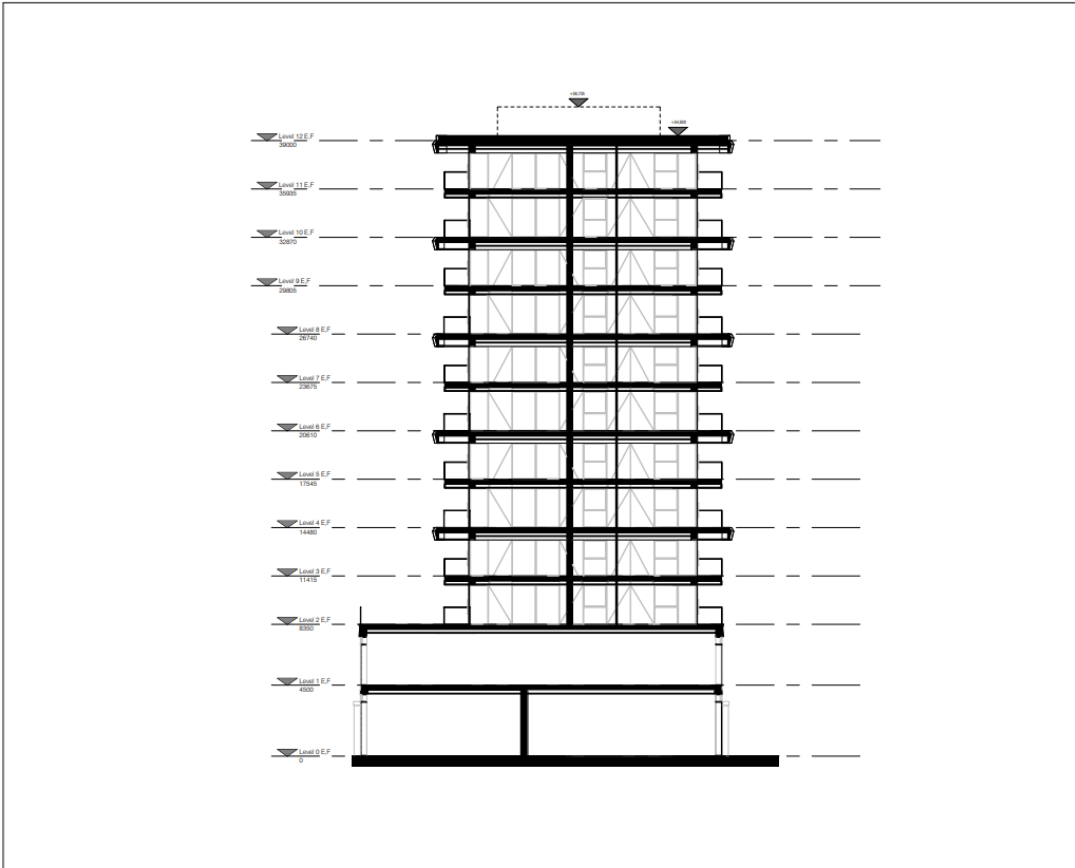 Level 12 E,F
39000
Level 11 E,F
35935
Level 10 E,F
32870
Level 9 E,F
29805
Level 8 E,F
26740
Level 7 E,F
23675
Level 6 E,F
20610
Level 5 E,F
17545
Level 4 E,F
14480
Level 3 E,F
11415
Level 2 E,F
8350
Level 1 E,F
4500
Level 0 E,F
0